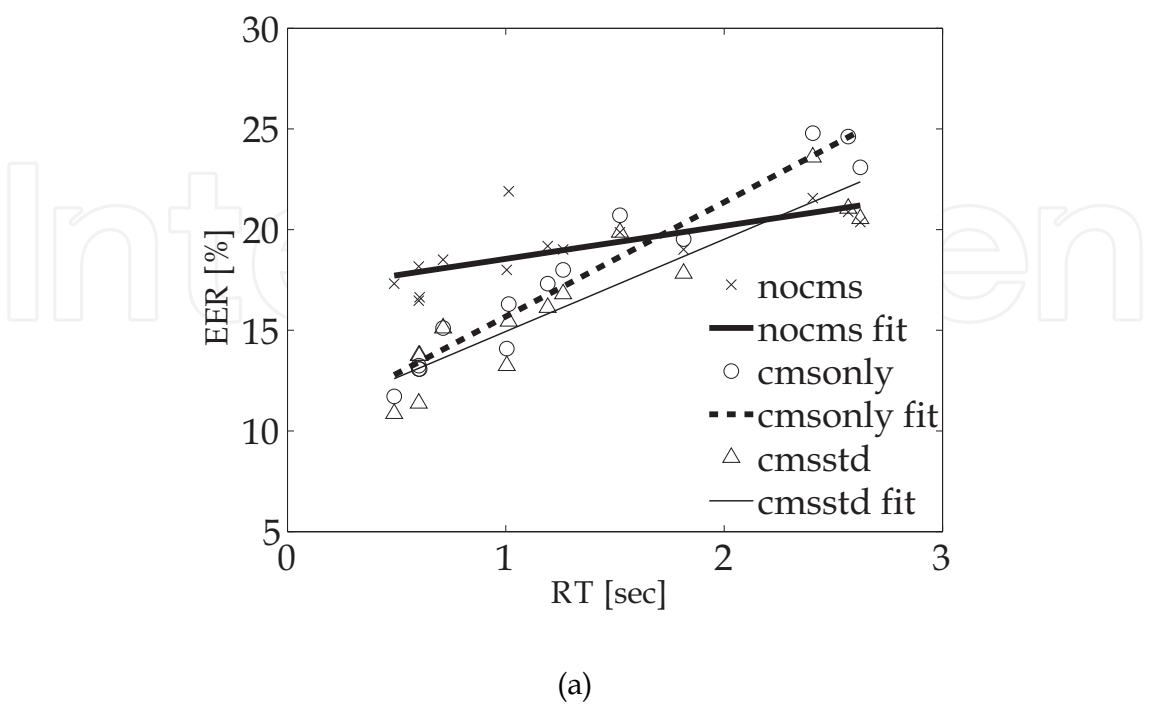 30
25
20
15
10
5
EER [%]
nocms
nocms fit
cmsonly
cmsonly fit
cmsstd
cmsstd fit
0
1
2
3
RT [sec]
(a)